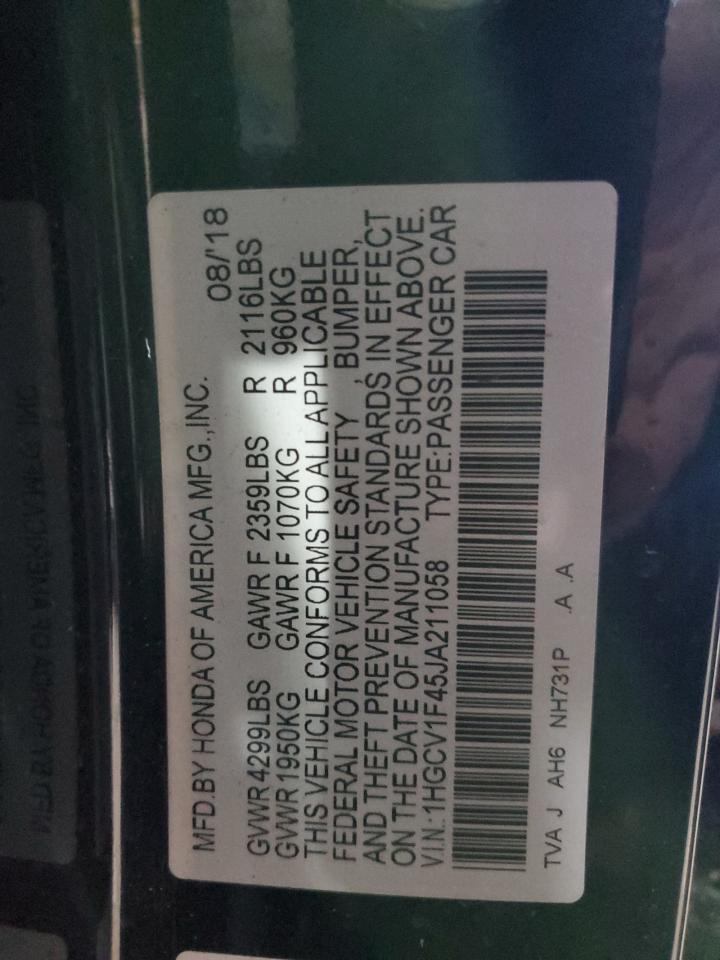 MFD.BY HONDA OF AMERICA MFG.,INC. 08/'18
GVWR 4299LBS GAWR F 2359LBS R 2116LBS
GVWR 1950KG GAWR F 1070KG R 960KG
THIS VEHICLE CONFORMS TO ALL APPLICABLE
FEDERAL MOTOR VEHICLE SAFETY , BUMPER,
AND THEFT PREVENTION STANDARDS IN EFFECT
ON THE DATE OF MANUFACTURE SHOWN ABOVE.
V.I.N.:1HGCV1F45JA211058 TYPE:PASSENGER CAR
TVA J AH6 NH731P .A .A